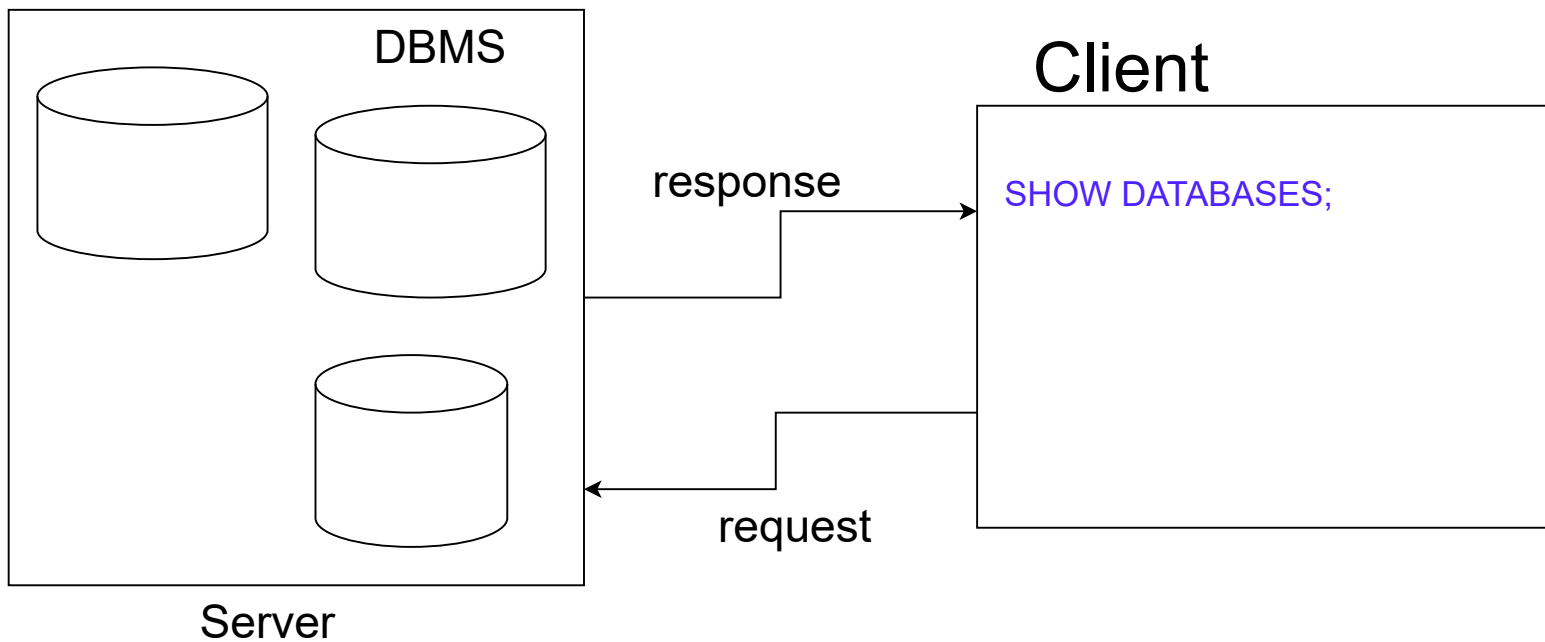 DBMS
Client
response
SHOW DATABASES;
request
Server